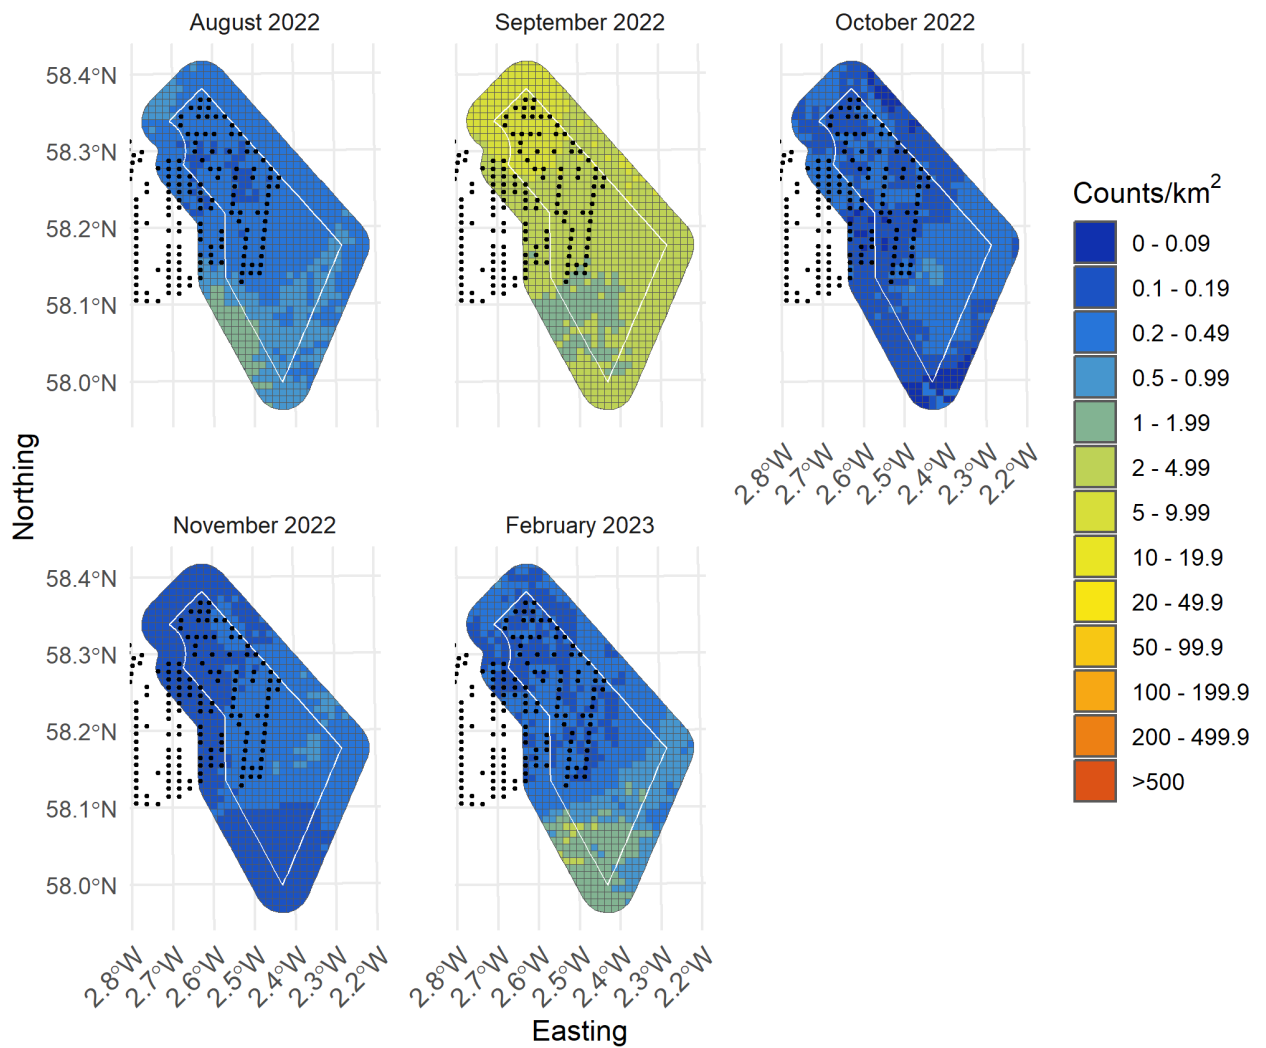 August 2022
September 2022
October 2022
58.4°N
58.3°N
58.2°N
58.1°N
58.0°N
2.8°W
2.7°W
2.6°W
2.5°W
2.4°W
2.3°W
2.2°W
November 2022
February 2023
58.4°N
58.3°N
58.2°N
58.1°N
58.0°N
2.8°W
2.7°W
2.6°W
2.5°W
2.4°W
2.3°W
2.2°W
2.8°W
2.7°W
2.6°W
2.5°W
2.4°W
2.3°W
2.2°W
Northing
Easting
Counts/km²
0 - 0.09
0.1 - 0.19
0.2 - 0.49
0.5 - 0.99
1 - 1.99
2 - 4.99
5 - 9.99
10 - 19.9
20 - 49.9
50 - 99.9
100 - 199.9
200 - 499.9
>500